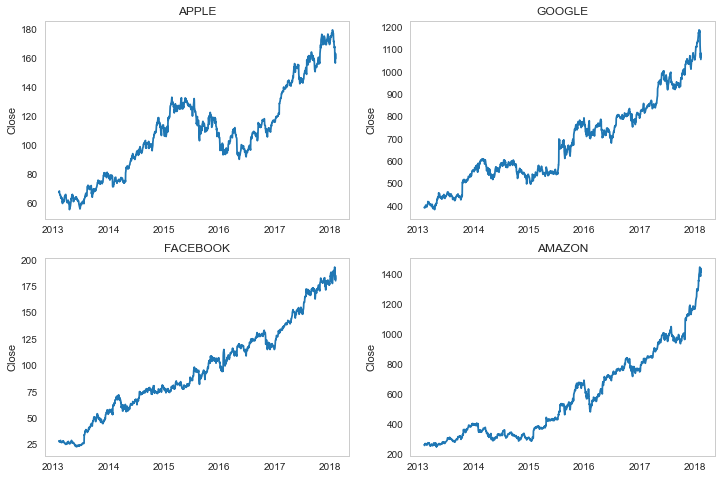 APPLE
Close
180
160
140
120
100
80
60
2013 2014 2015 2016 2017 2018
GOOGLE
Close
1200
1100
1000
900
800
700
600
500
400
2013 2014 2015 2016 2017 2018
FACEBOOK
Close
200
175
150
125
100
75
50
25
2013 2014 2015 2016 2017 2018
AMAZON
Close
1400
1200
1000
800
600
400
200
2013 2014 2015 2016 2017 2018